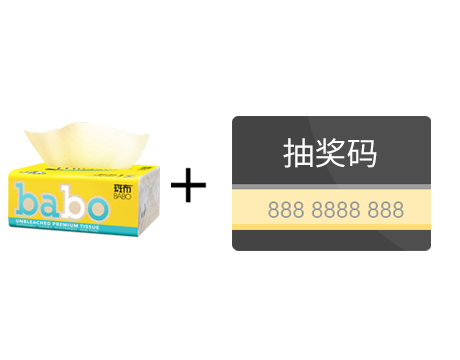 babo
斑布
BABO
UNBLEACHED PREMIUM TISSUE
+
抽奖码
888 8888 888